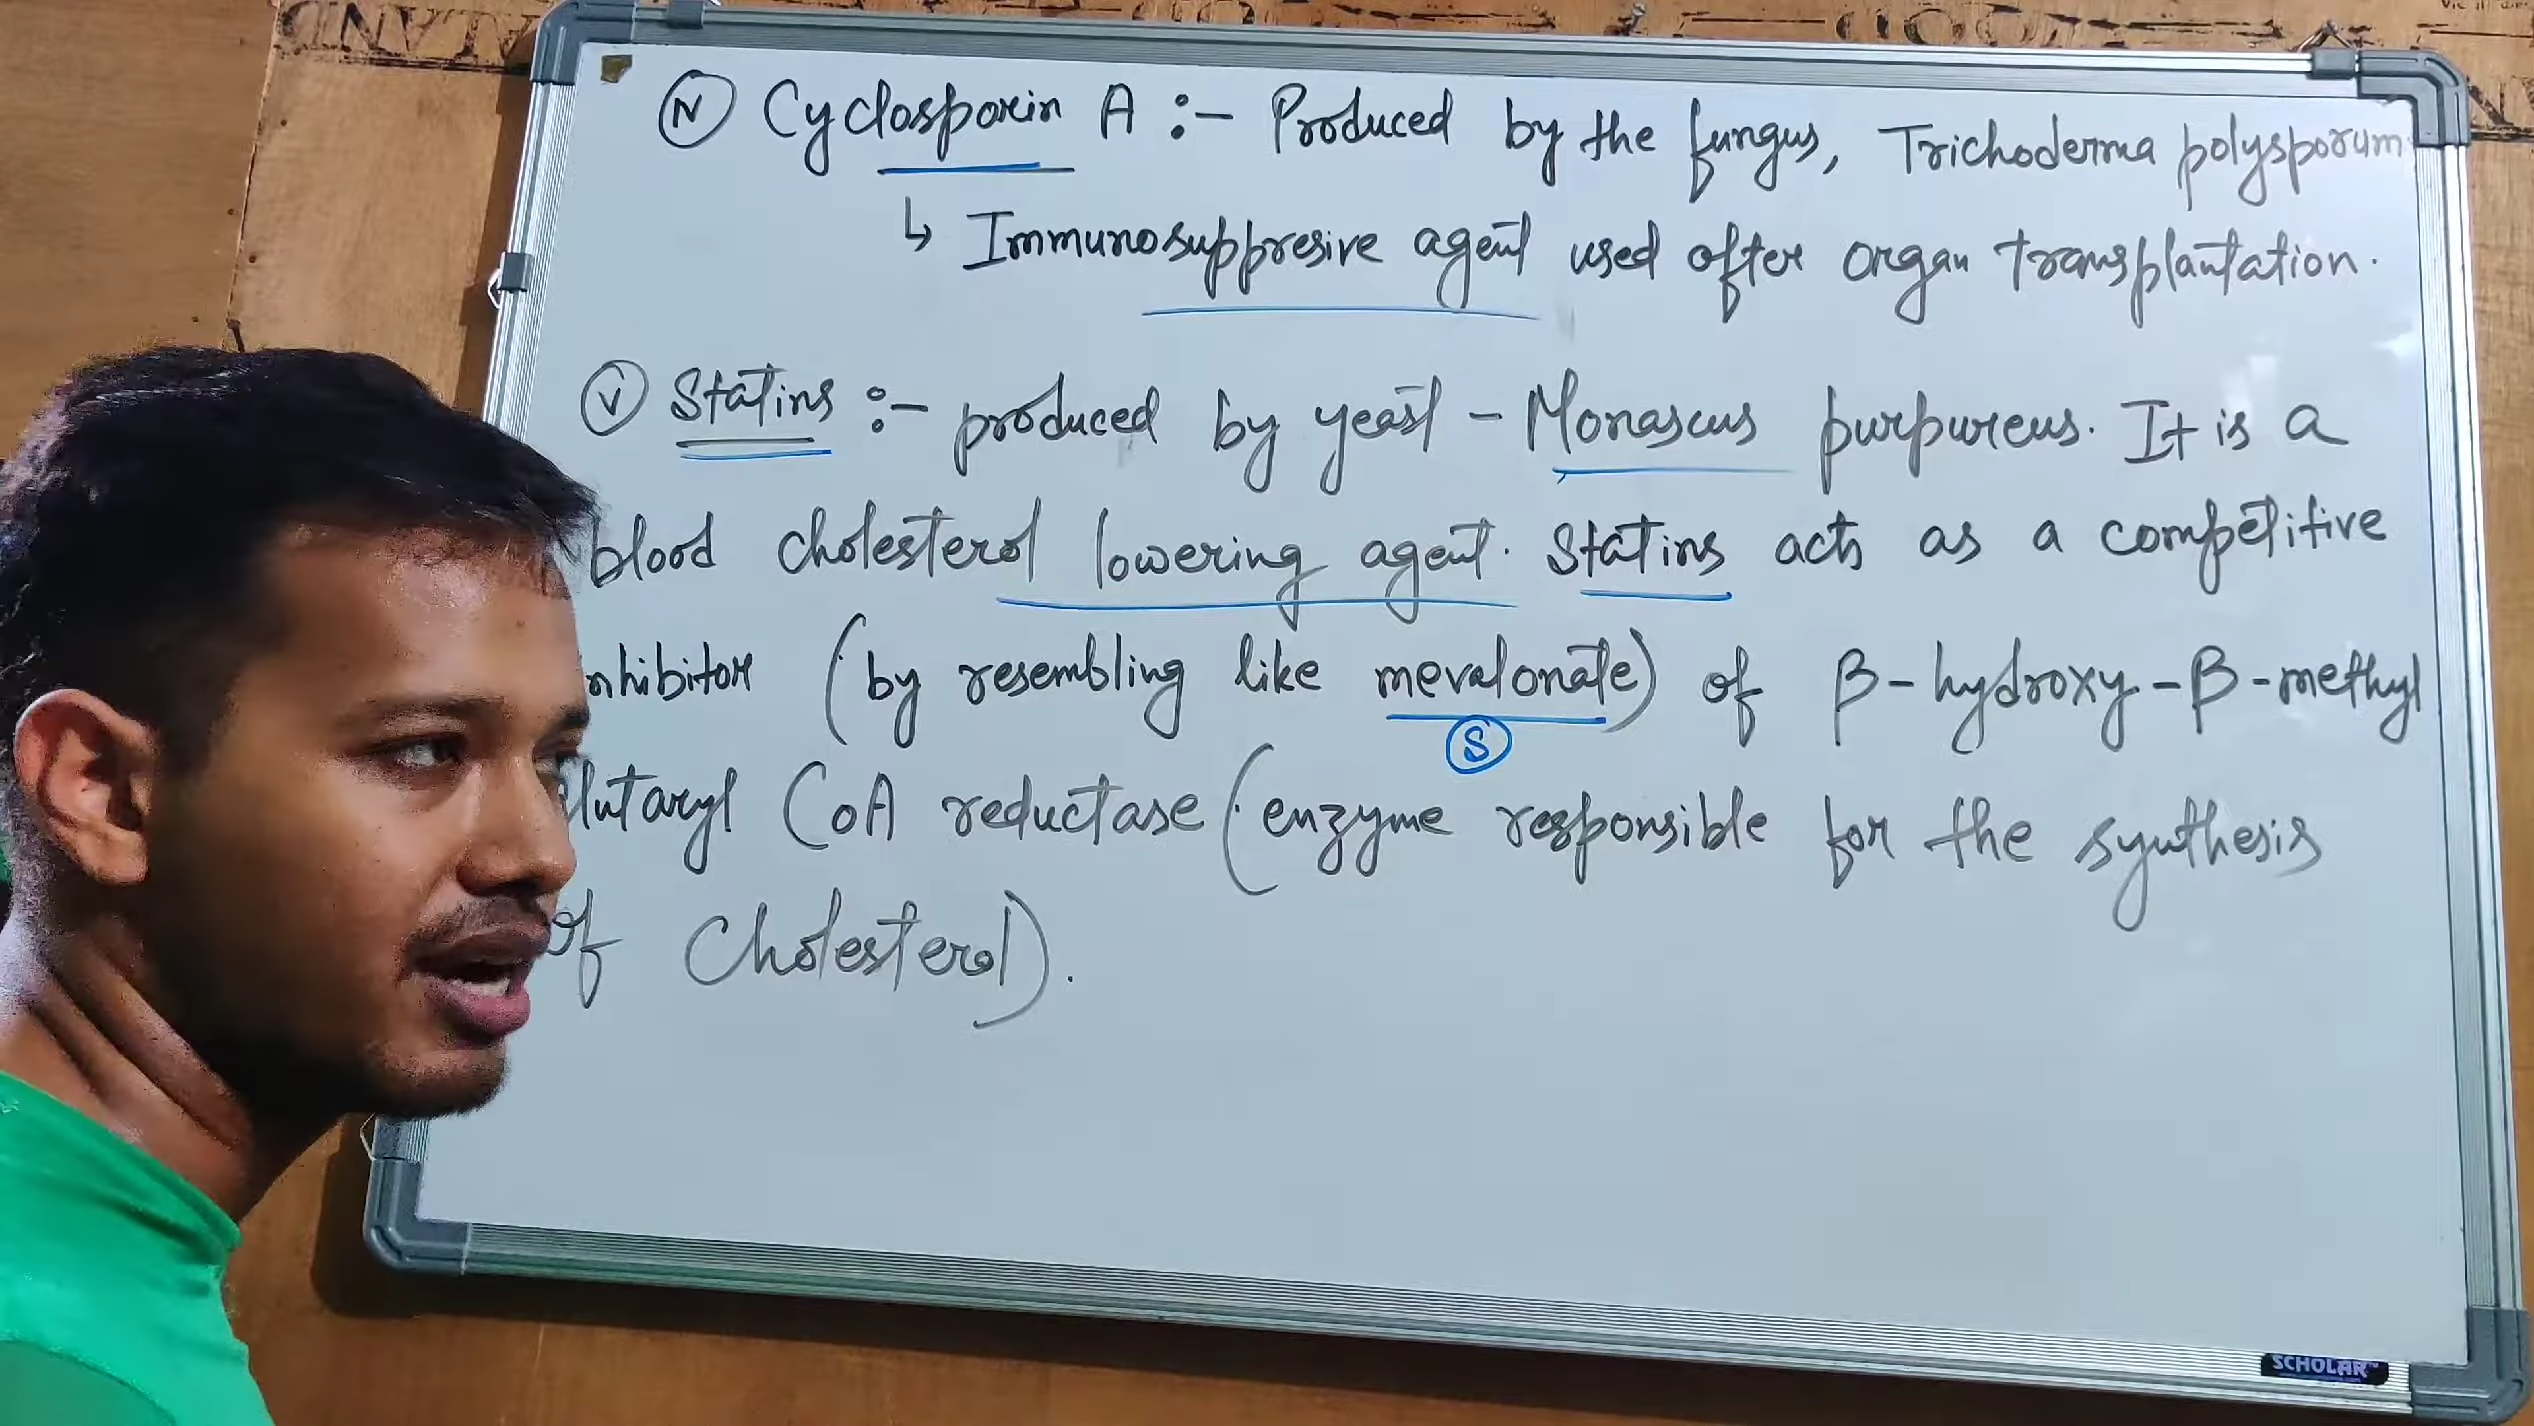 IV Cyclosporin A :- Produced by the fungus, Trichoderma polysporum
↳ Immunosuppresive agent used after organ transplantation.
V Statins :- produced by yeast - Monascus purpureus. It is a
blood cholesterol lowering agent. Statins acts as a competitive
nhibitor (by resembling like mevalonate) of β-hydroxy-β-methyl
S
lutaryl CoA reductase (enzyme responsible for the synthesis
of Cholesterol).
SCHOLAR